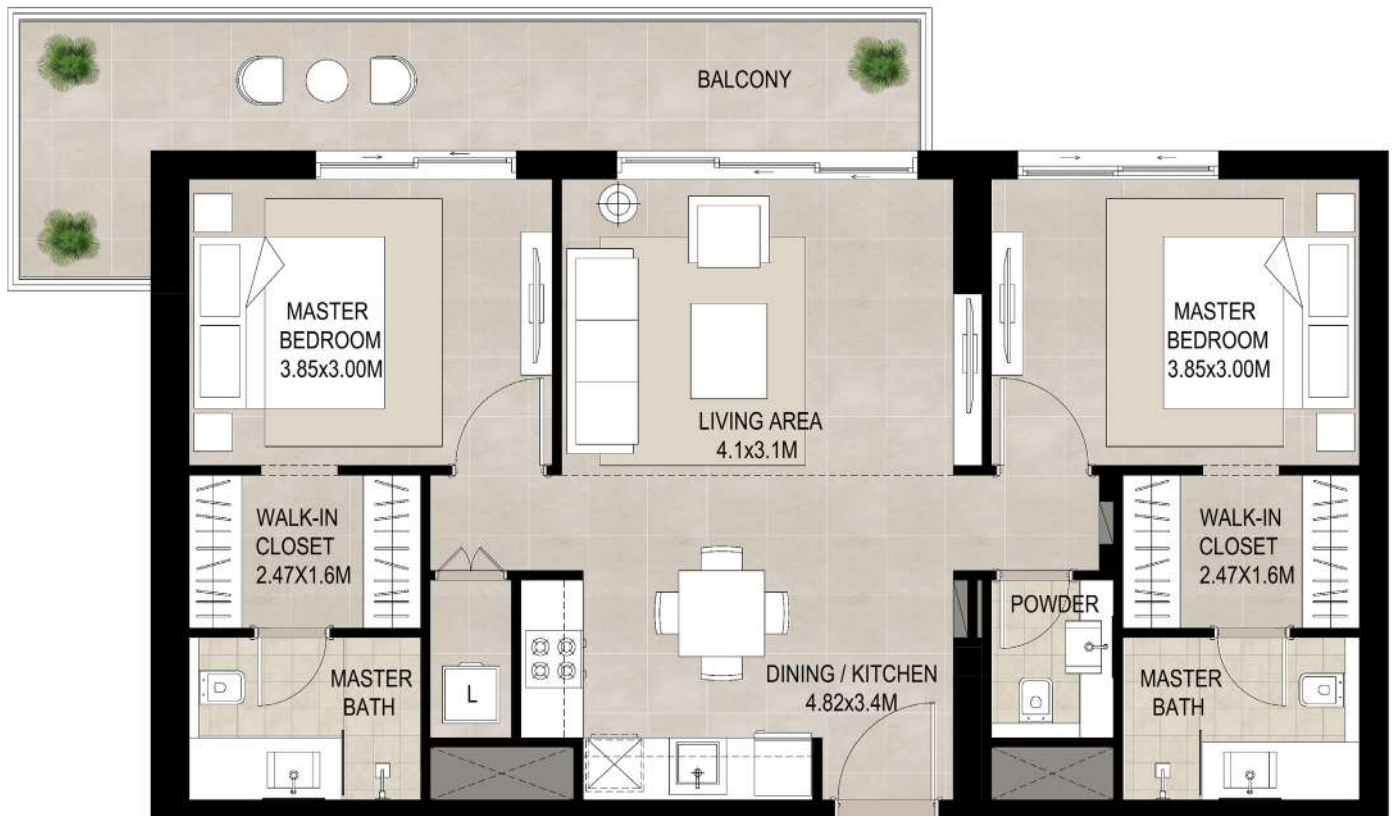 BALCONY
MASTER
BEDROOM
3.85x3.00M
LIVING AREA
4.1x3.1M
MASTER
BEDROOM
3.85x3.00M
WALK-IN
CLOSET
2.47X1.6M
WALK-IN
CLOSET
2.47X1.6M
POWDER
DINING / KITCHEN
4.82x3.4M
MASTER
BATH
L
MASTER
BATH